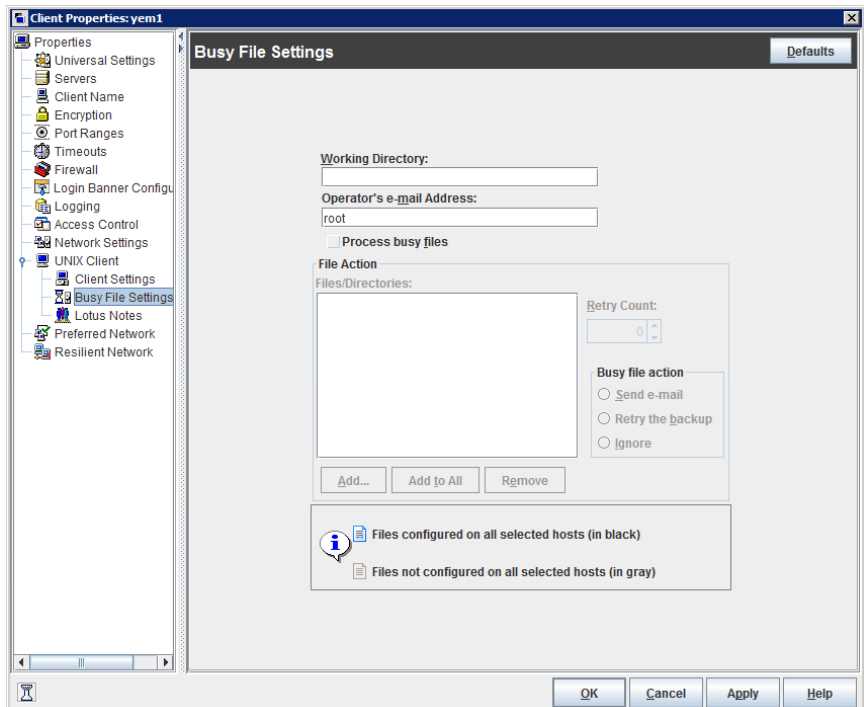 Client Properties: yem1
Properties
Universal Settings
Servers
Client Name
Encryption
Port Ranges
Timeouts
Firewall
Login Banner Configu
Logging
Access Control
Network Settings
UNIX Client
Client Settings
Busy File Settings
Lotus Notes
Preferred Network
Resilient Network
Busy File Settings
Defaults
Working Directory:
Operator's e-mail Address:
root
Process busy files
File Action
Files/Directories:
Retry Count:
0
Busy file action
Send e-mail
Retry the backup
Ignore
Add... Add to All Remove
Files configured on all selected hosts (in black)
Files not configured on all selected hosts (in gray)
OK Cancel Apply Help